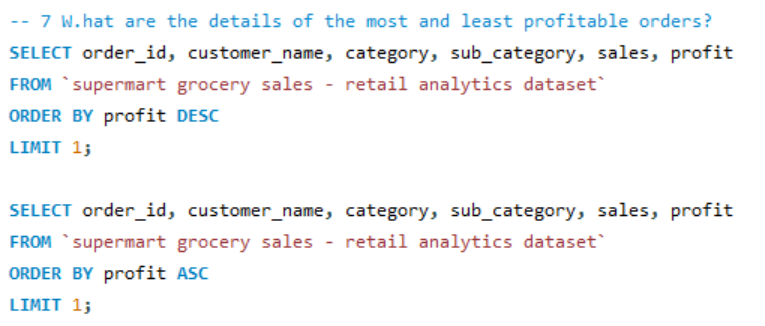 -- 7 W.hat are the details of the most and least profitable orders?
SELECT order_id, customer_name, category, sub_category, sales, profit
FROM `supermart grocery sales - retail analytics dataset`
ORDER BY profit DESC
LIMIT 1;

SELECT order_id, customer_name, category, sub_category, sales, profit
FROM `supermart grocery sales - retail analytics dataset`
ORDER BY profit ASC
LIMIT 1;